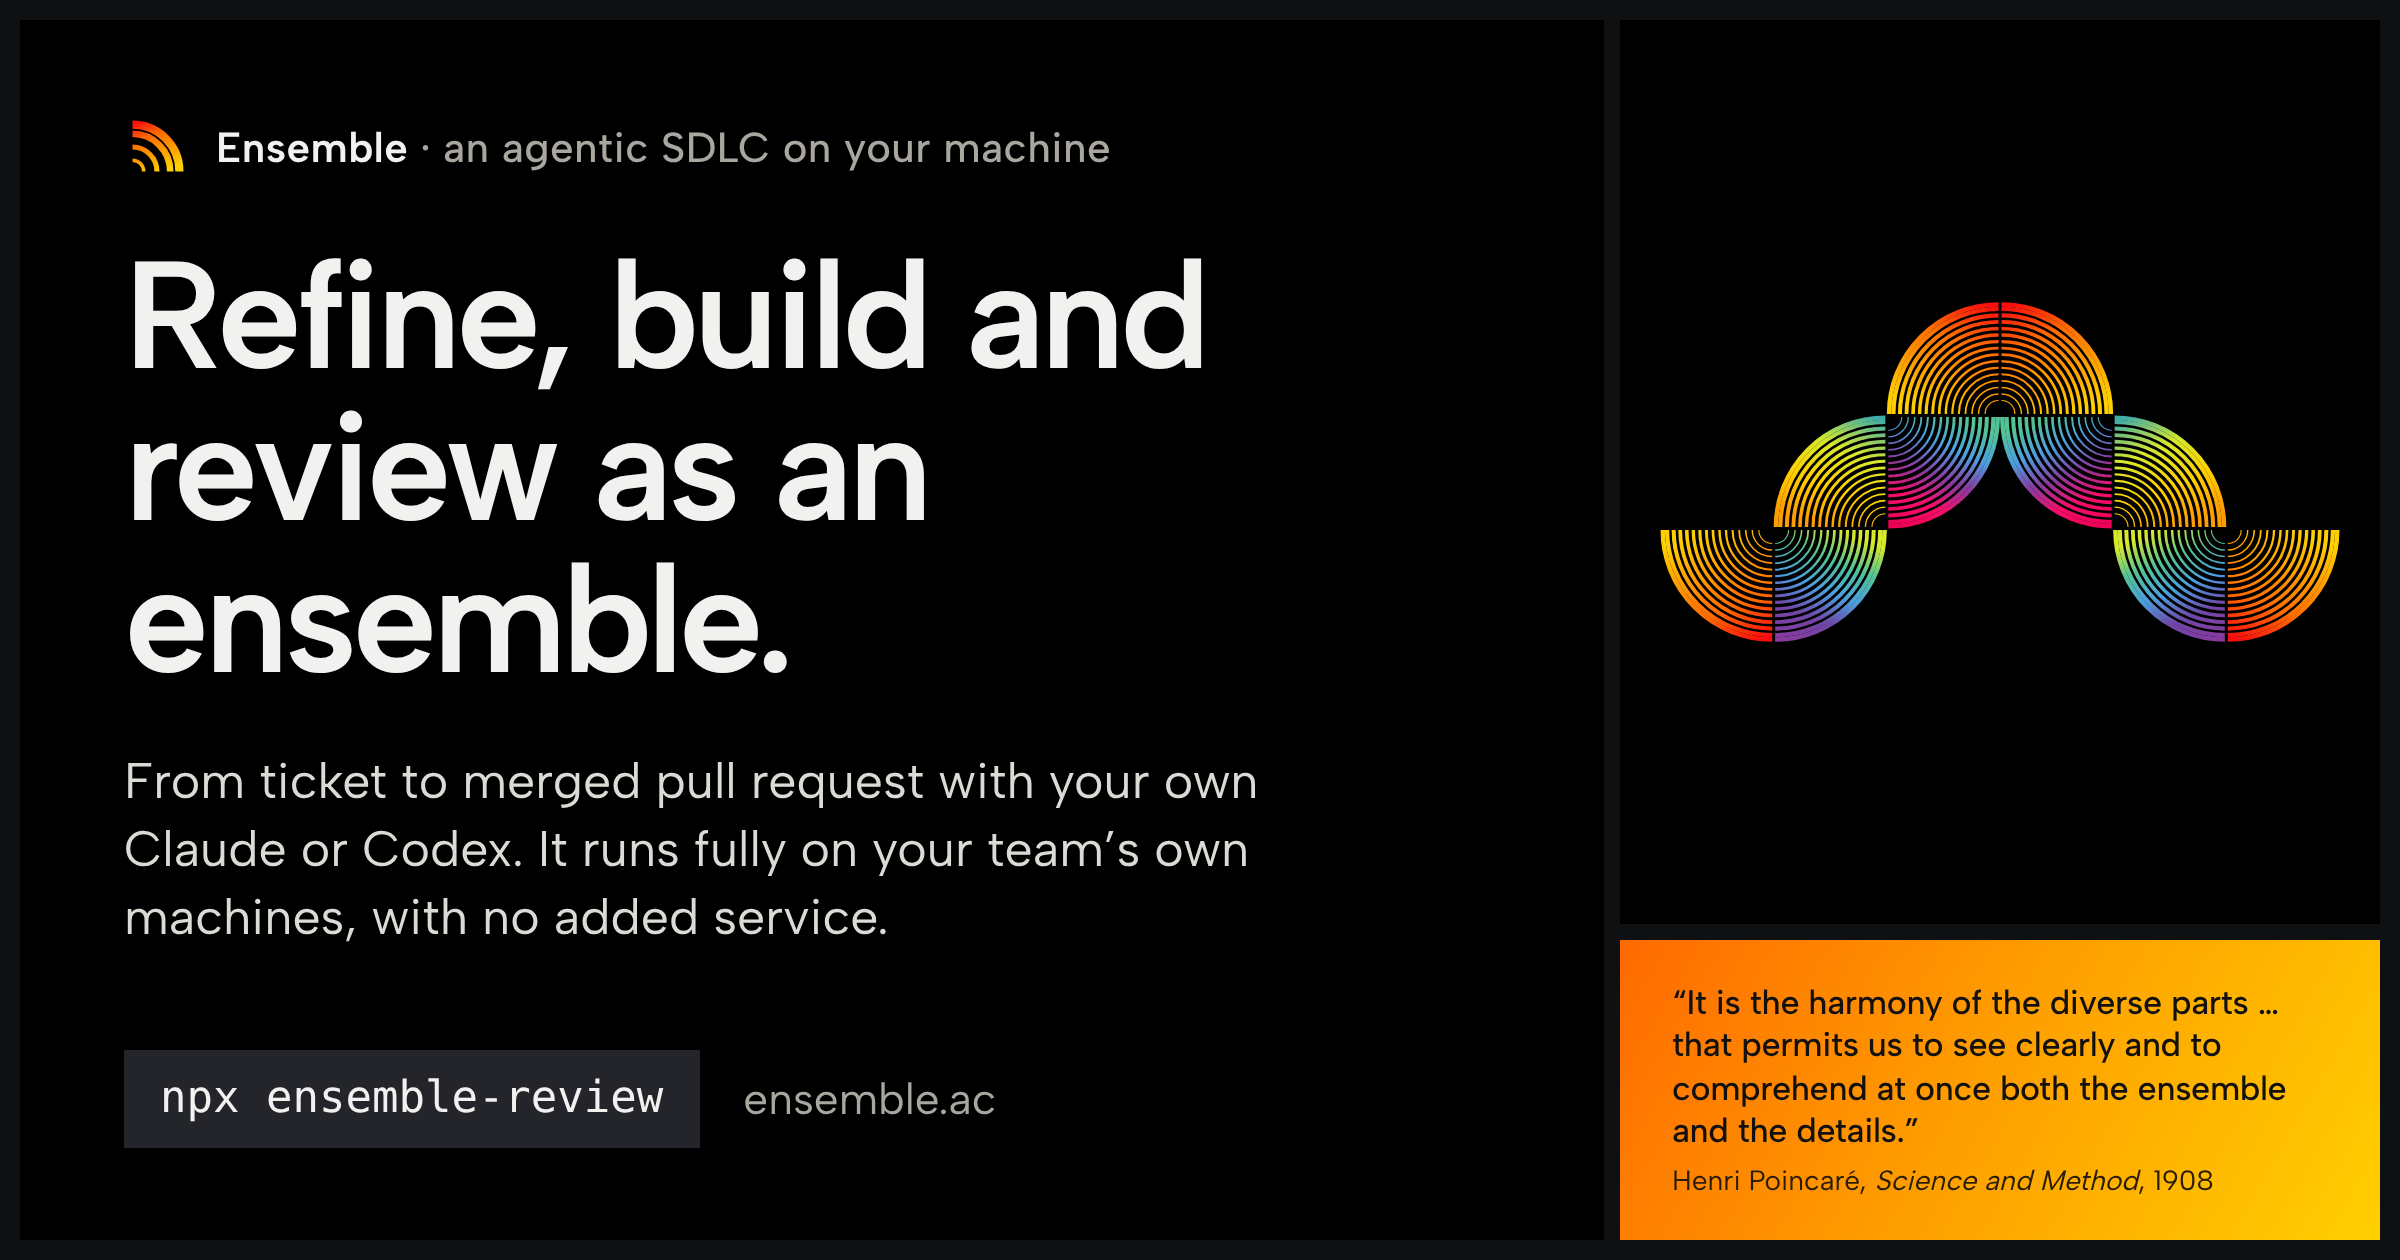 Ensemble · an agentic SDLC on your machine
Refine, build and
review as an
ensemble.
From ticket to merged pull request with your own
Claude or Codex. It runs fully on your team’s own
machines, with no added service.
npx ensemble-review
ensemble.ac
“It is the harmony of the diverse parts …
that permits us to see clearly and to
comprehend at once both the ensemble
and the details.”
Henri Poincaré, Science and Method, 1908